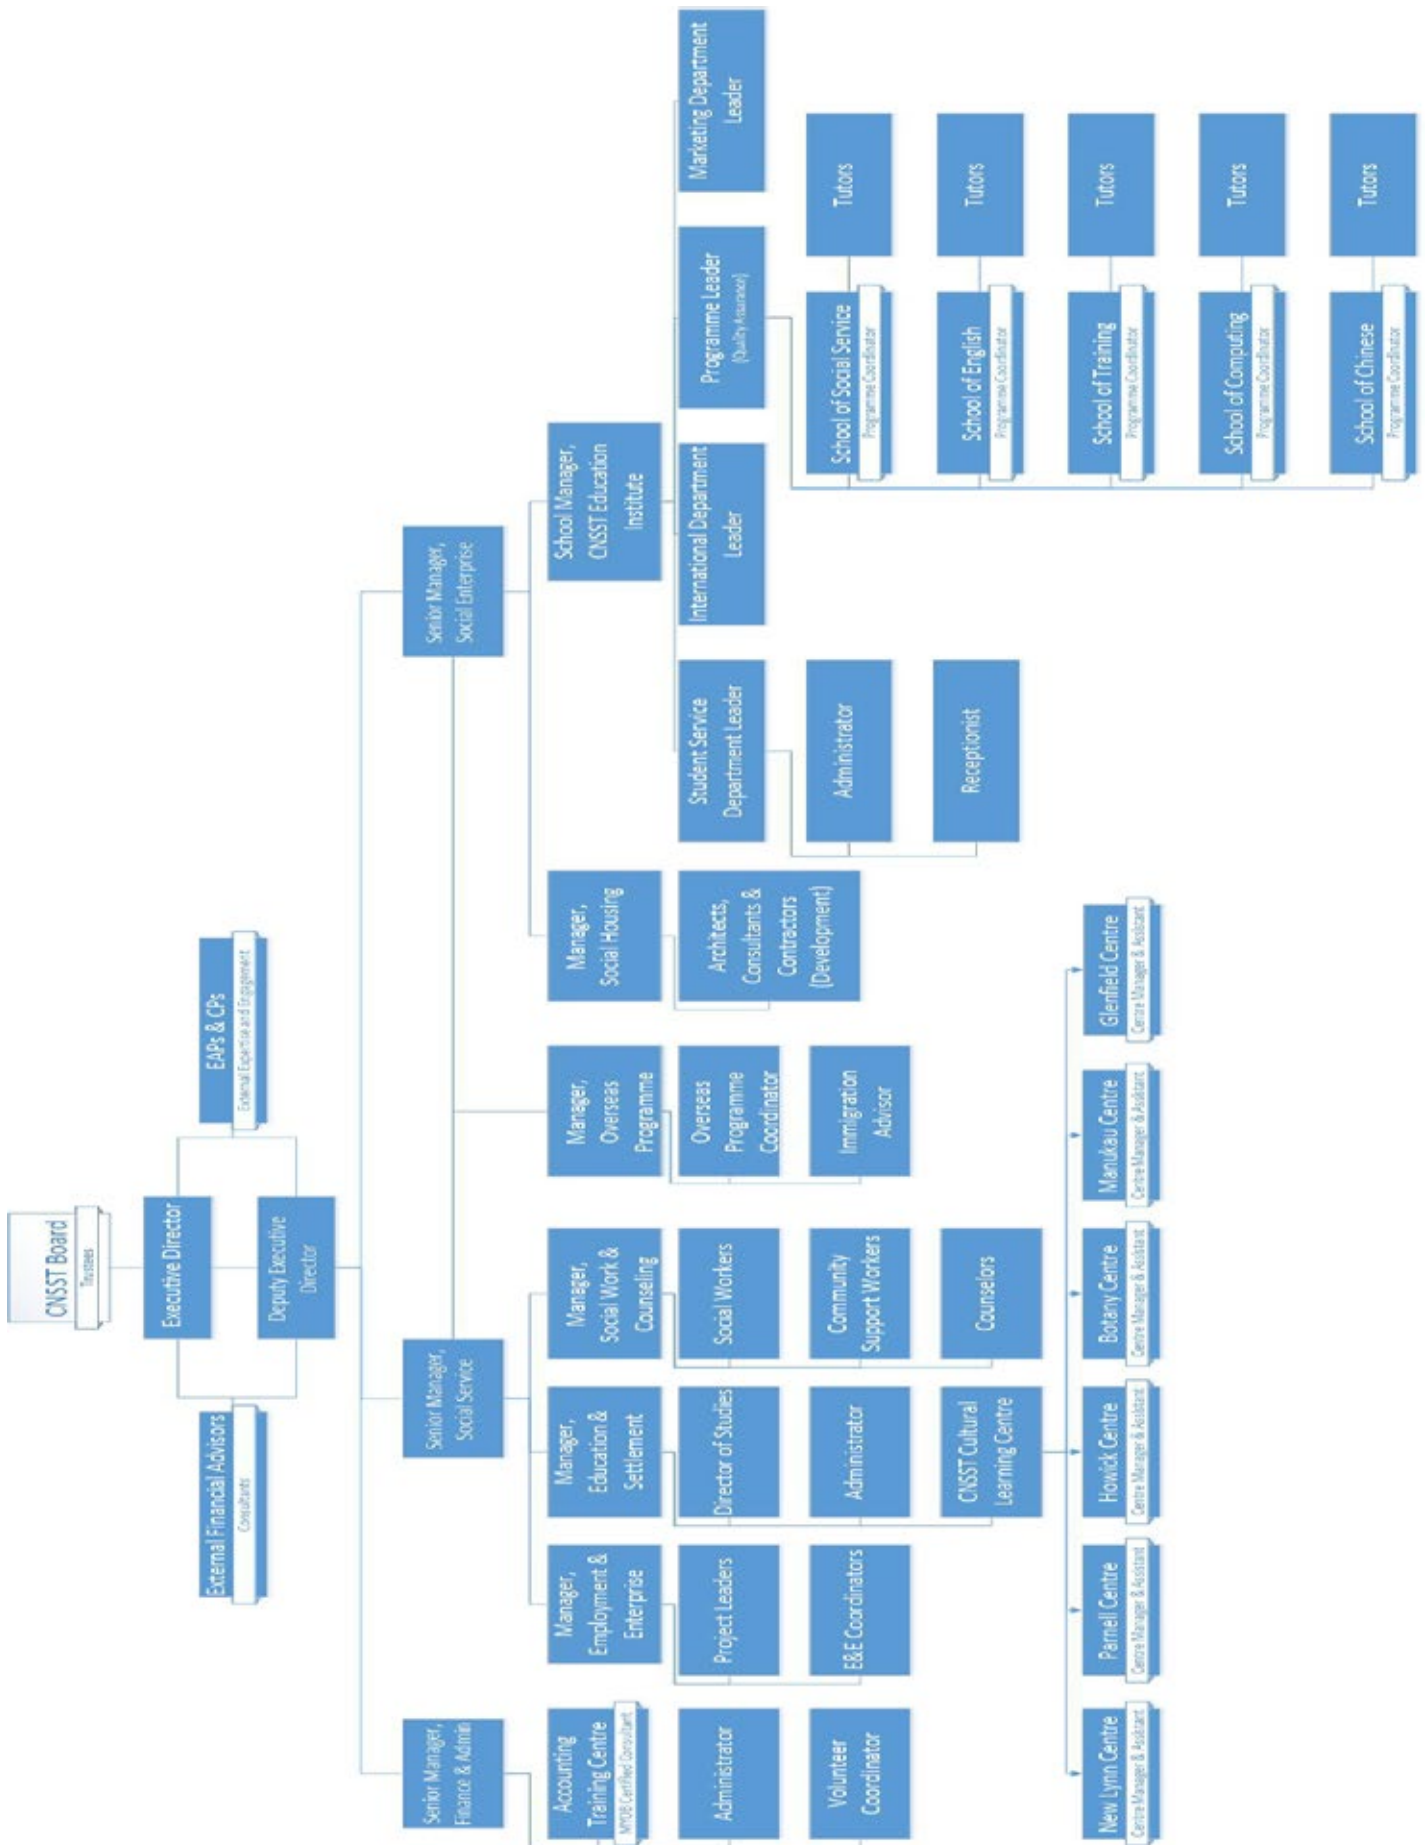 CNSST Board
Trustees
Executive Director
Deputy Executive
Director
External Financial Advisors
Consultants
EAPs & CPs
External Expertise and Engagement
Senior Manager,
Finance & Admin
Senior Manager,
Social Service
Senior Manager,
Social Enterprise
Accounting
Training Centre
MYOB Certified Consultant
Administrator
Volunteer
Coordinator
Manager,
Employment &
Enterprise
Project Leaders
E&E Coordinators
Manager,
Education &
Settlement
Director of Studies
Administrator
CNSST Cultural
Learning Centre
Manager,
Social Work &
Counseling
Social Workers
Community
Support Workers
Counselors
Manager,
Overseas
Programme
Overseas
Programme
Coordinator
Immigration
Advisor
Manager,
Social Housing
Architects,
Consultants &
Contractors
(Development)
School Manager,
CNSST Education
Institute
Student Service
Department Leader
Administrator
Receptionist
International Department
Leader
Programme Leader
(Quality Assurance)
Marketing Department
Leader
School of Social Service
Programme Coordinator
Tutors
School of English
Programme Coordinator
Tutors
School of Training
Programme Coordinator
Tutors
School of Computing
Programme Coordinator
Tutors
School of Chinese
Programme Coordinator
Tutors
New Lynn Centre
Centre Manager & Assistant
Parnell Centre
Centre Manager & Assistant
Howick Centre
Centre Manager & Assistant
Botany Centre
Centre Manager & Assistant
Manukau Centre
Centre Manager & Assistant
Glenfield Centre
Centre Manager & Assistant